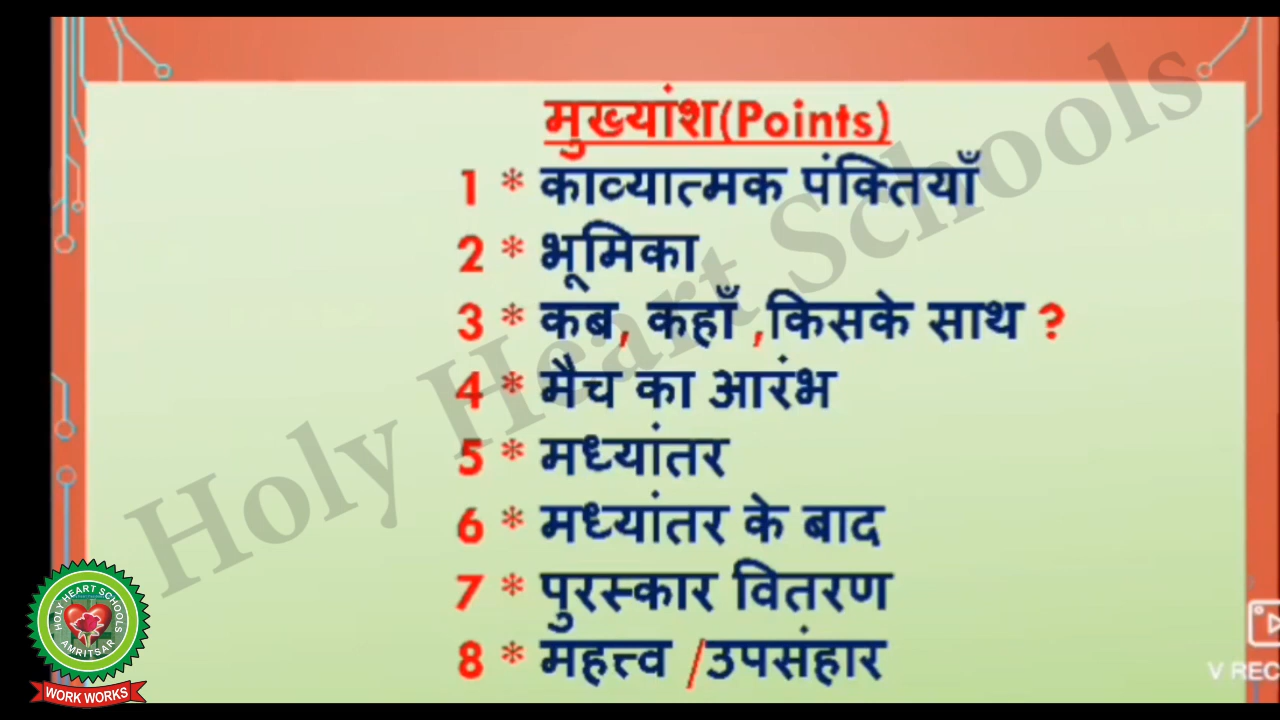 मुख्यांश(Points)
1 * काव्यात्मक पंक्तियाँ
2 * भूमिका
3 * कब, कहाँ ,किसके साथ ?
4 * मैच का आरंभ
5 * मध्यांतर
6 * मध्यांतर के बाद
7 * पुरस्कार वितरण
8 * महत्त्व /उपसंहार
Holy Heart Schools
HOLY HEART SCHOOLS
AMRITSAR
WORK WORKS
V REC